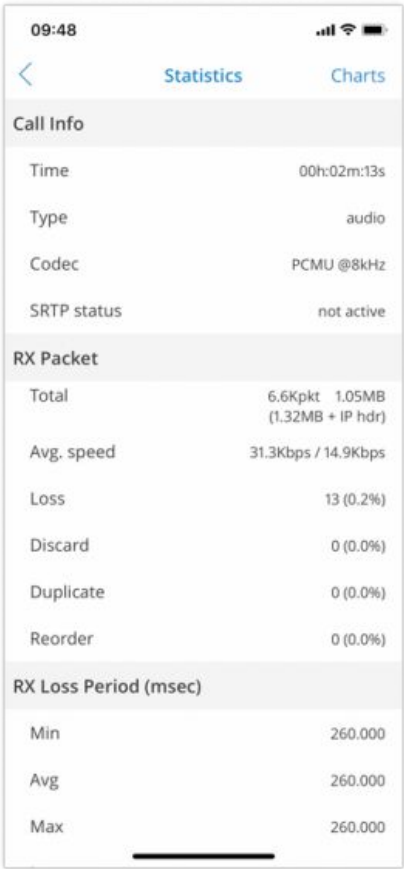 09:48
Statistics Charts
Call Info
Time 00h:02m:13s
Type audio
Codec PCMU @8kHz
SRTP status not active
RX Packet
Total 6.6Kpkt 1.05MB
(1.32MB + IP hdr)
Avg. speed 31.3Kbps / 14.9Kbps
Loss 13 (0.2%)
Discard 0 (0.0%)
Duplicate 0 (0.0%)
Reorder 0 (0.0%)
RX Loss Period (msec)
Min 260.000
Avg 260.000
Max 260.000